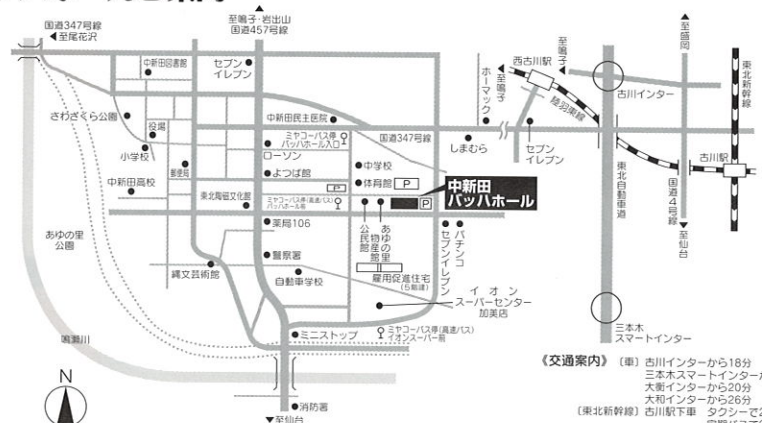 国道347号線
◀至尾花沢
至鳴子・岩出山
国道457号線
中新田図書館
セブン
イレブン
さわざくら公園
役場
小学校
郵便局
中新田高校
あゆの里
公園
鳴瀬川
中新田民主医院
ミヤコーバス停
バッハホール入口
ローソン
よつば館
東北陶磁文化館
ミヤコーバス停(高速バス)
バッハホール前
中学校
体育館
P
P
P
国道347号線
中新田
バッハホール
薬局106
警察署
縄文芸術館
自動車学校
公民館
あゆの里
物産館
雇用促進住宅
(5階建)
セブンイレブン
パチンコ
イオン
スーパーセンター
加美店
ミニストップ
ミヤコーバス停(高速バス)
イオンスーパー前
消防署
▼至仙台
N
しまむら
ホーマック
至鳴子
西古川駅
至鳴子
陸羽東線
セブン
イレブン
古川インター
至盛岡
東北新幹線
古川駅
東北自動車道
国道4号線
至仙台
三本木
スマートインター
《交通案内》〔車〕古川インターから18分
三本木スマートインターか
大衡インターから20分
大和インターから26分
〔東北新幹線〕古川駅下車 タクシーで2